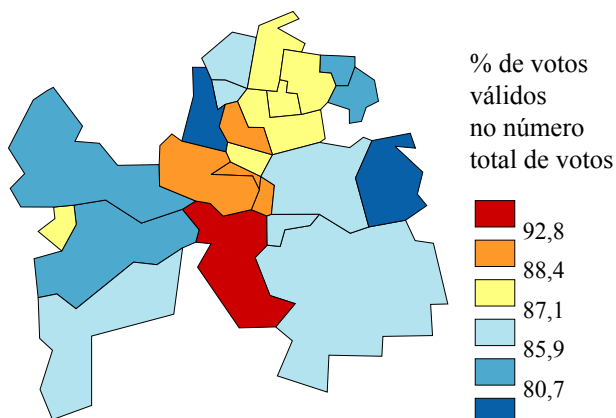 % de votos
válidos
no número
total de votos
92,8
88,4
87,1
85,9
80,7